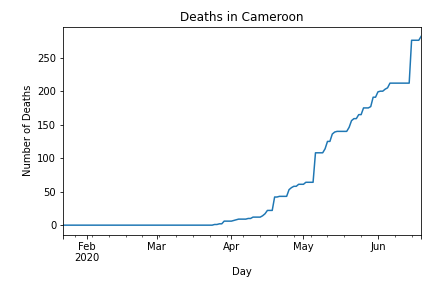 Deaths in Cameroon
Number of Deaths
250
200
150
100
50
0
Feb
2020
Mar
Apr
May
Jun
Day